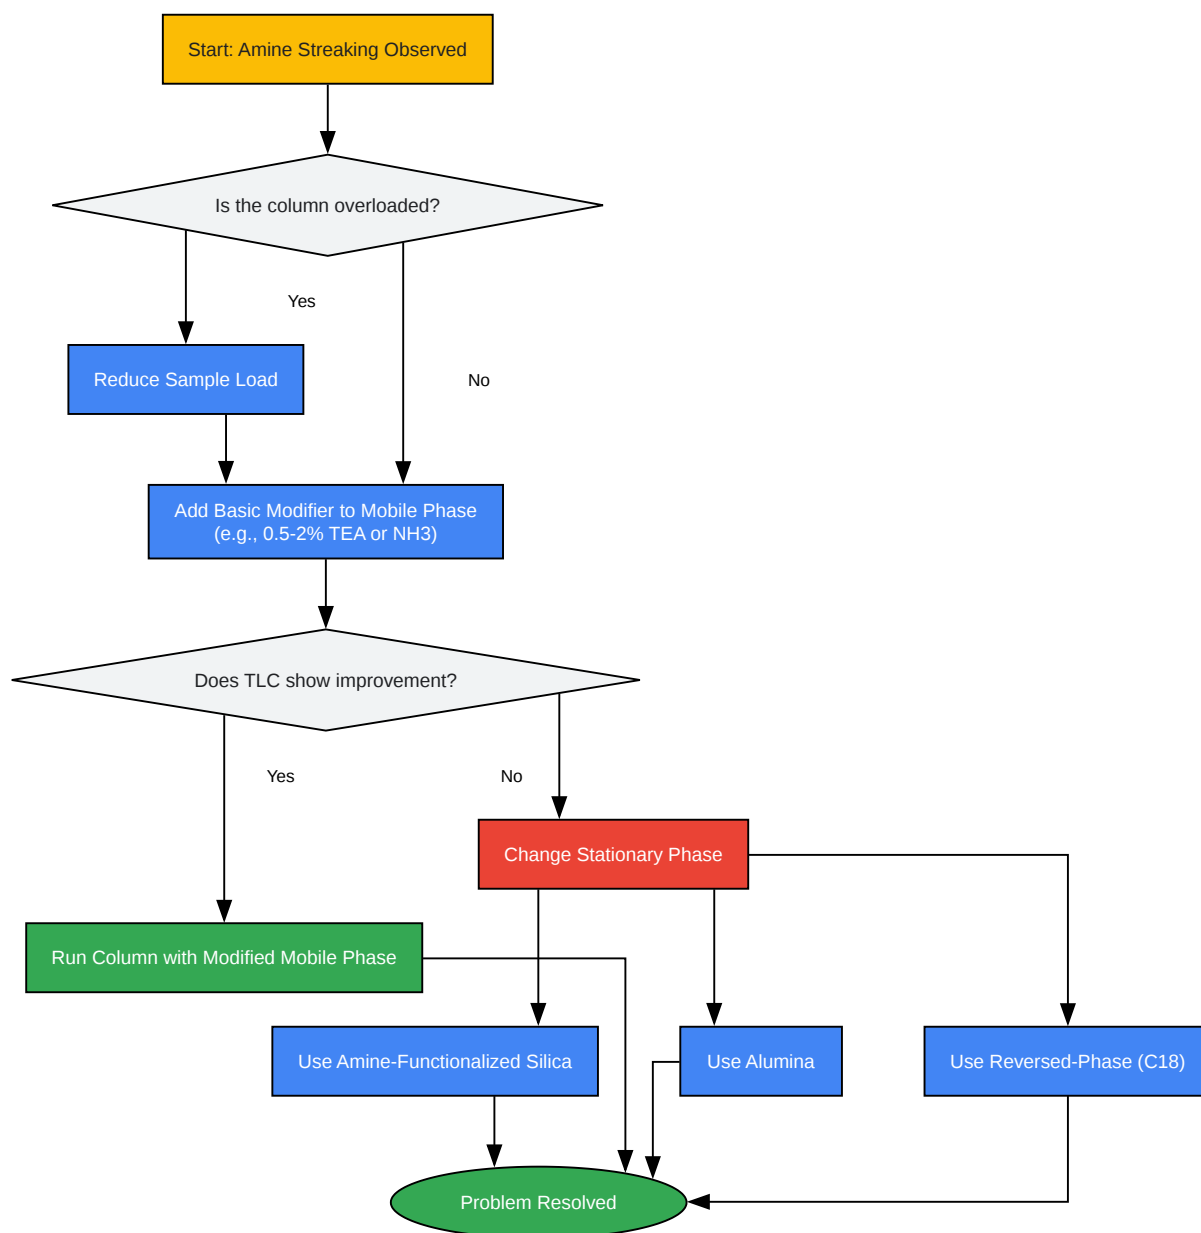 Start: Amine Streaking Observed
Is the column overloaded?
Yes
Reduce Sample Load
No
Add Basic Modifier to Mobile Phase
(e.g., 0.5-2% TEA or NH3)
Does TLC show improvement?
Yes
No
Change Stationary Phase
Run Column with Modified Mobile Phase
Use Amine-Functionalized Silica
Use Alumina
Use Reversed-Phase (C18)
Problem Resolved